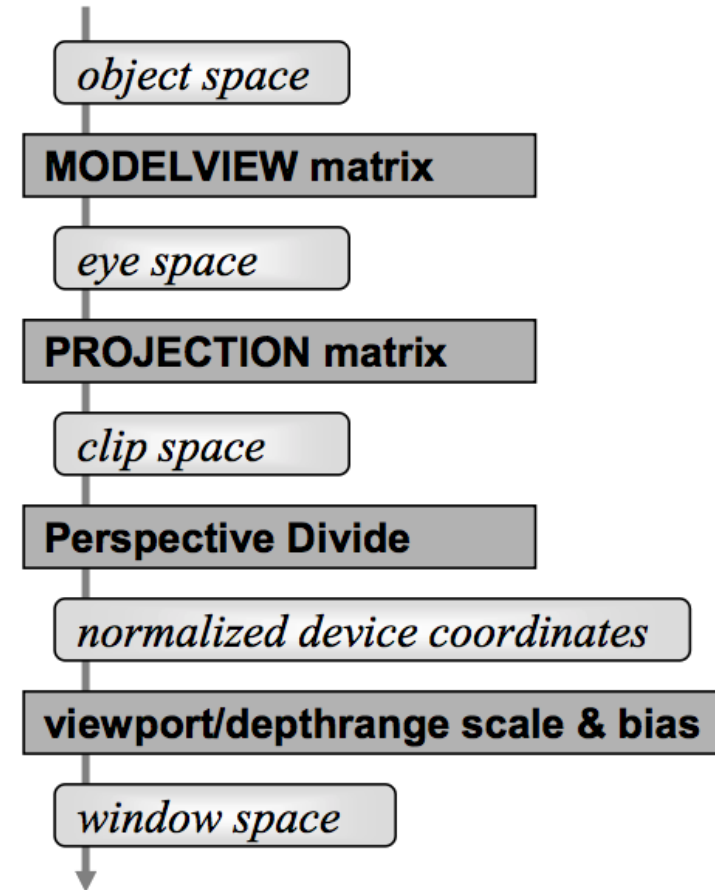 object space
MODELVIEW matrix
eye space
PROJECTION matrix
clip space
Perspective Divide
normalized device coordinates
viewport/depthrange scale & bias
window space